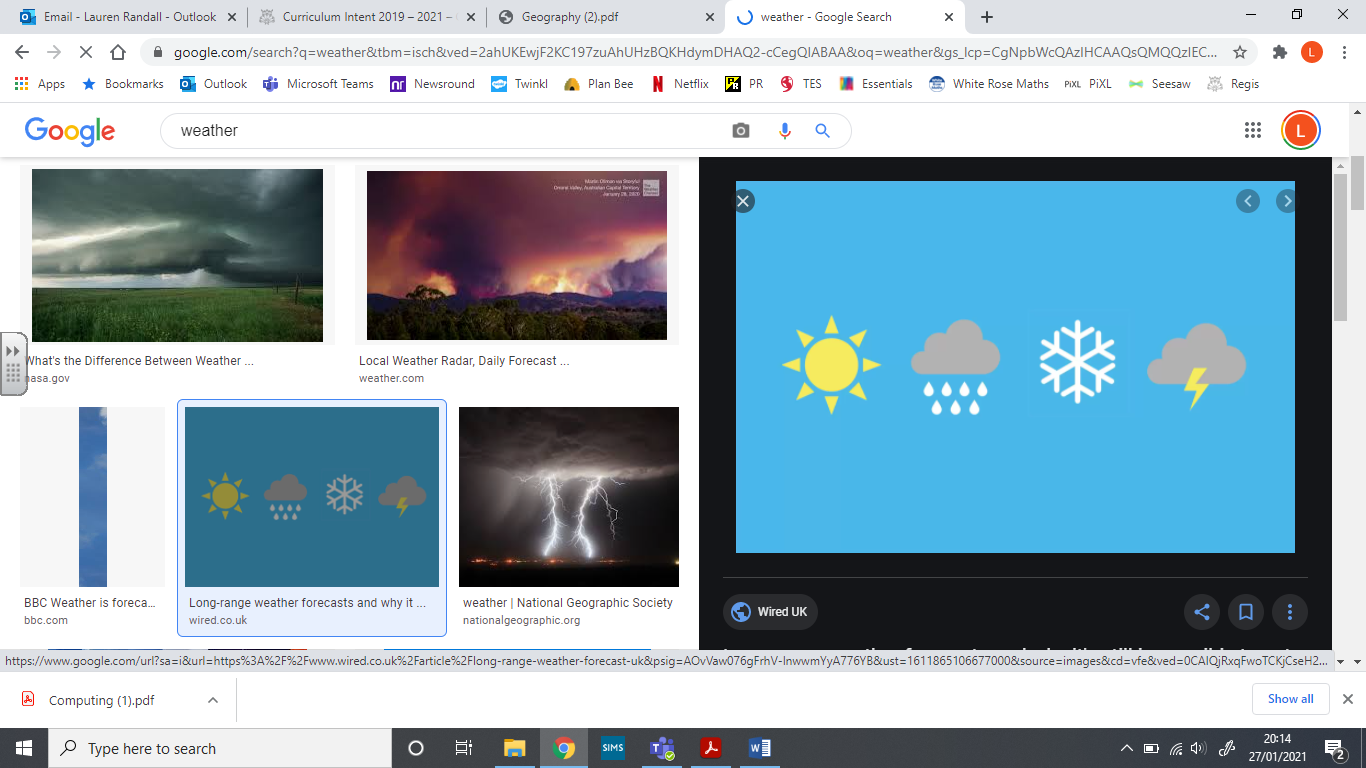 Email - Lauren Randall - Outlook
Curriculum Intent 2019 – 2021 –
Geography (2).pdf
weather - Google Search
google.com/search?q=weather&tbm=isch&ved=2ahUKEwjF2KC197zuAhUHzBQKHdymDHAQ2-cCegQIABAA&oq=weather&gs_lcp=CgNpbWcQAzIHCAAQsQMQQzIEC...
Apps
Bookmarks
Outlook
Microsoft Teams
nr Newsround
Twinkl
Plan Bee
N Netflix
PR
TES
Essentials
White Rose Maths
PiXL PiXL
Seesaw
Regis
L
Google
weather
L
What's the Difference Between Weather ...
nasa.gov
Local Weather Radar, Daily Forecast ...
weather.com
BBC Weather is foreca...
bbc.com
Long-range weather forecasts and why it ...
wired.co.uk
weather | National Geographic Society
nationalgeographic.org
Wired UK
https://www.google.com/url?sa=i&url=https%3A%2F%2Fwww.wired.co.uk%2Farticle%2Flong-range-weather-forecast-uk&psig=AOvVaw076gFrhV-InwwmYyA776YB&ust=1611865106677000&source=images&cd=vfe&ved=0CAIQjRxqFwoTCKjCseH2...
Computing (1).pdf
Show all
Type here to search
SIMS
20:14
27/01/2021
2